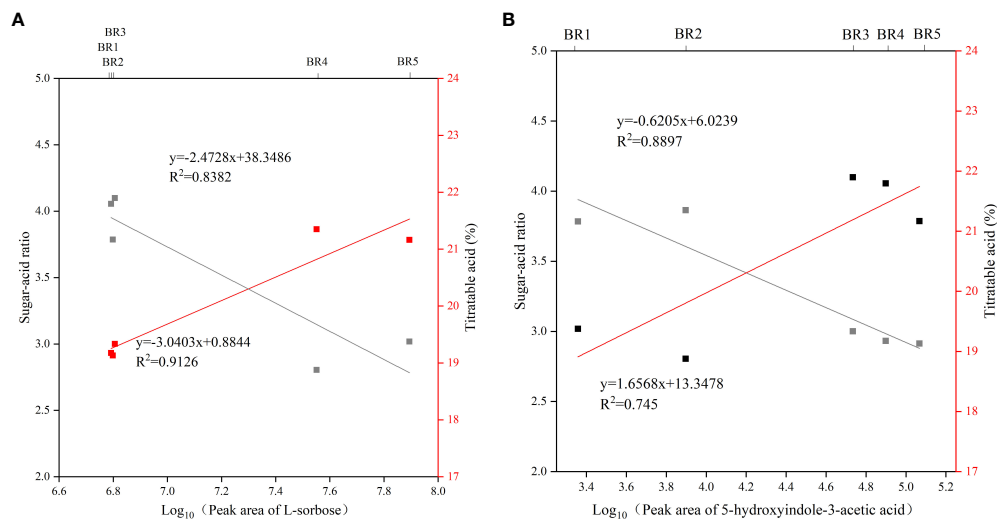 A
BR3
BR1
BR2
BR4
BR5
5.0
4.5
4.0
3.5
3.0
2.5
2.0
Sugar-acid ratio
24
23
22
21
20
19
18
17
Titratable acid (%)
y=-2.4728x+38.3486
R²=0.8382
y=-3.0403x+0.8844
R²=0.9126
6.6 6.8 7.0 7.2 7.4 7.6 7.8 8.0
Log₁₀（Peak area of L-sorbose）
B
BR1 BR2 BR3 BR4 BR5
5.0
4.5
4.0
3.5
3.0
2.5
2.0
Sugar-acid ratio
24
23
22
21
20
19
18
17
Titratable acid (%)
y=-0.6205x+6.0239
R²=0.8897
y=1.6568x+13.3478
R²=0.745
3.4 3.6 3.8 4.0 4.2 4.4 4.6 4.8 5.0 5.2
Log₁₀（Peak area of 5-hydroxyindole-3-acetic acid）